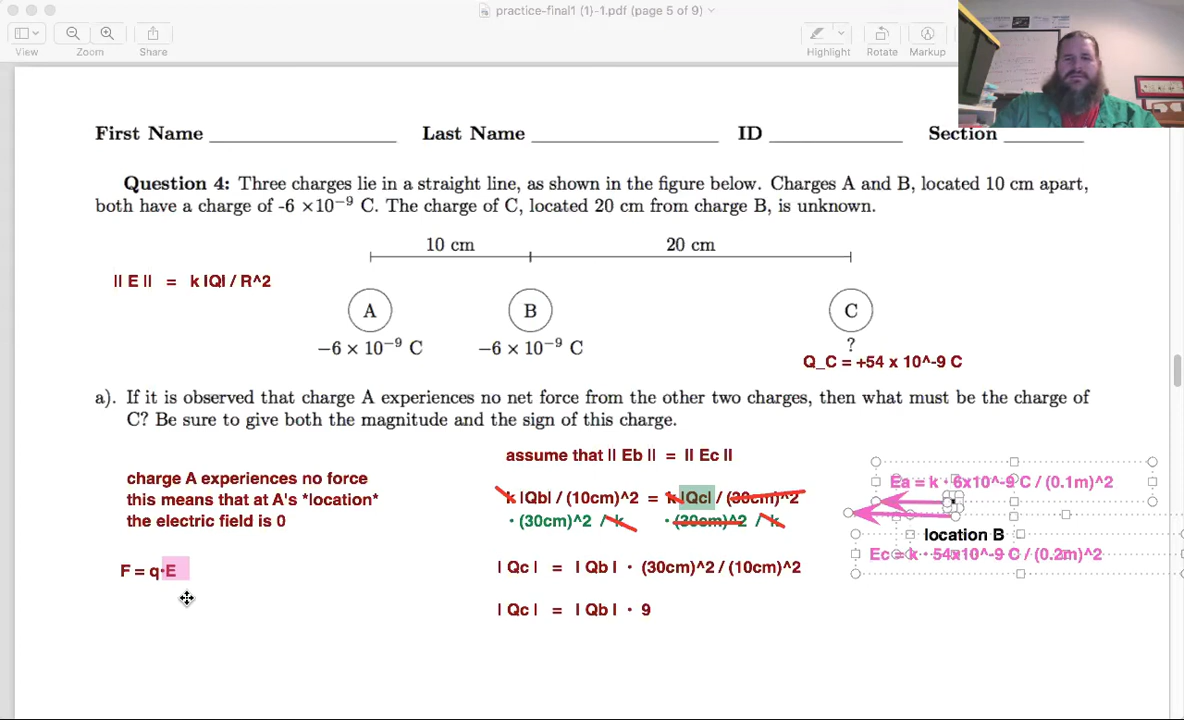 practice-final1 (1)-1.pdf (page 5 of 9)
View Zoom Share Highlight Rotate Markup
First Name Last Name ID Section
Question 4: Three charges lie in a straight line, as shown in the figure below. Charges A and B, located 10 cm apart,
both have a charge of -6 ×10⁻⁹ C. The charge of C, located 20 cm from charge B, is unknown.
10 cm 20 cm
|| E || = k |Q| / R^2
A B C
−6 × 10⁻⁹ C −6 × 10⁻⁹ C ?
Q_C = +54 x 10^-9 C
a). If it is observed that charge A experiences no net force from the other two charges, then what must be the charge of
C? Be sure to give both the magnitude and the sign of this charge.
assume that || Eb || = || Ec ||
charge A experiences no force
this means that at A's *location*
the electric field is 0
F = q·E
k |Qb| / (10cm)^2 = k |Qc| / (30cm)^2
· (30cm)^2 / k · (30cm)^2 / k
| Qc | = | Qb | · (30cm)^2 / (10cm)^2
| Qc | = | Qb | · 9
Ea = k · 6x10^-9 C / (0.1m)^2
location B
Ec = k · 54x10^-9 C / (0.2m)^2